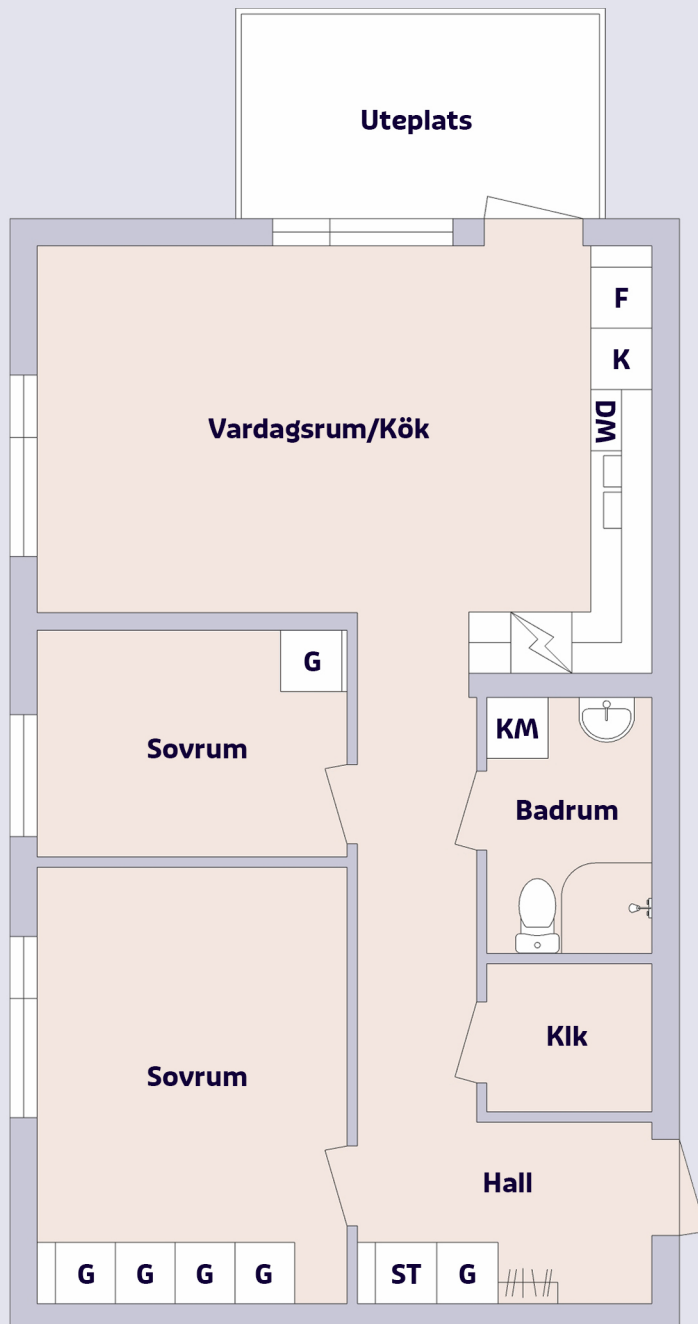 Uteplats
F
K
Vardagsrum/Kök
DM
G
Sovrum
KM
Badrum
Klk
Sovrum
Hall
G G G G
ST G